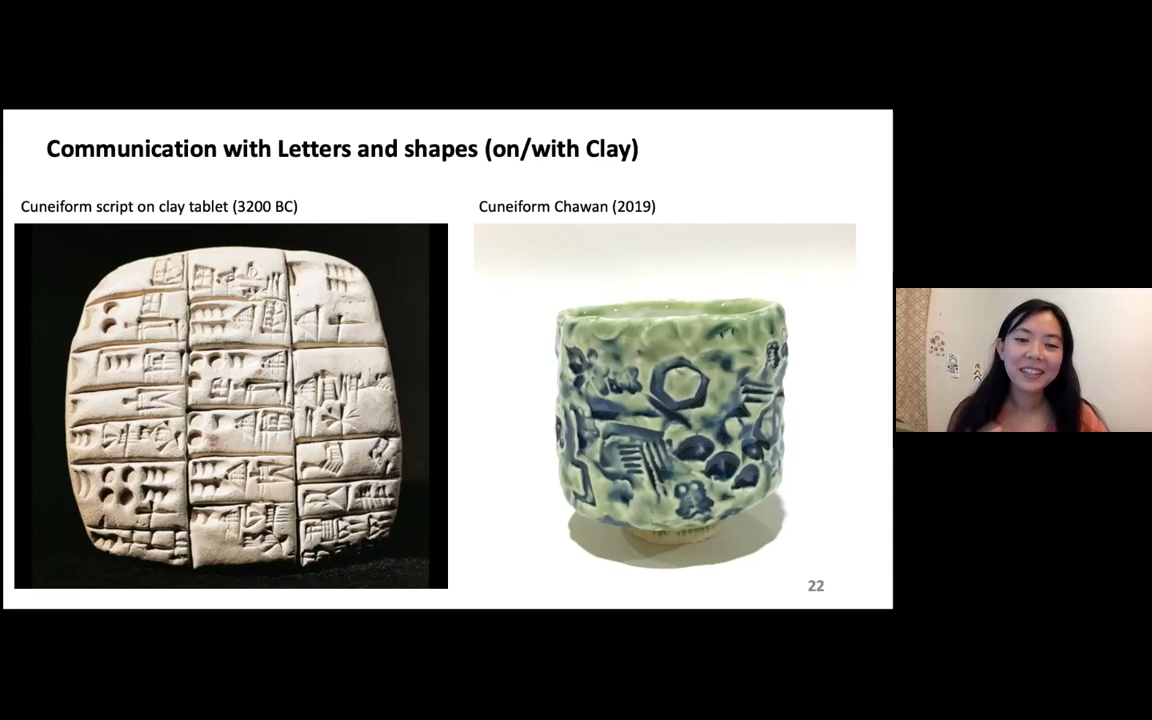 Communication with Letters and shapes (on/with Clay)
Cuneiform script on clay tablet (3200 BC)
Cuneiform Chawan (2019)
22